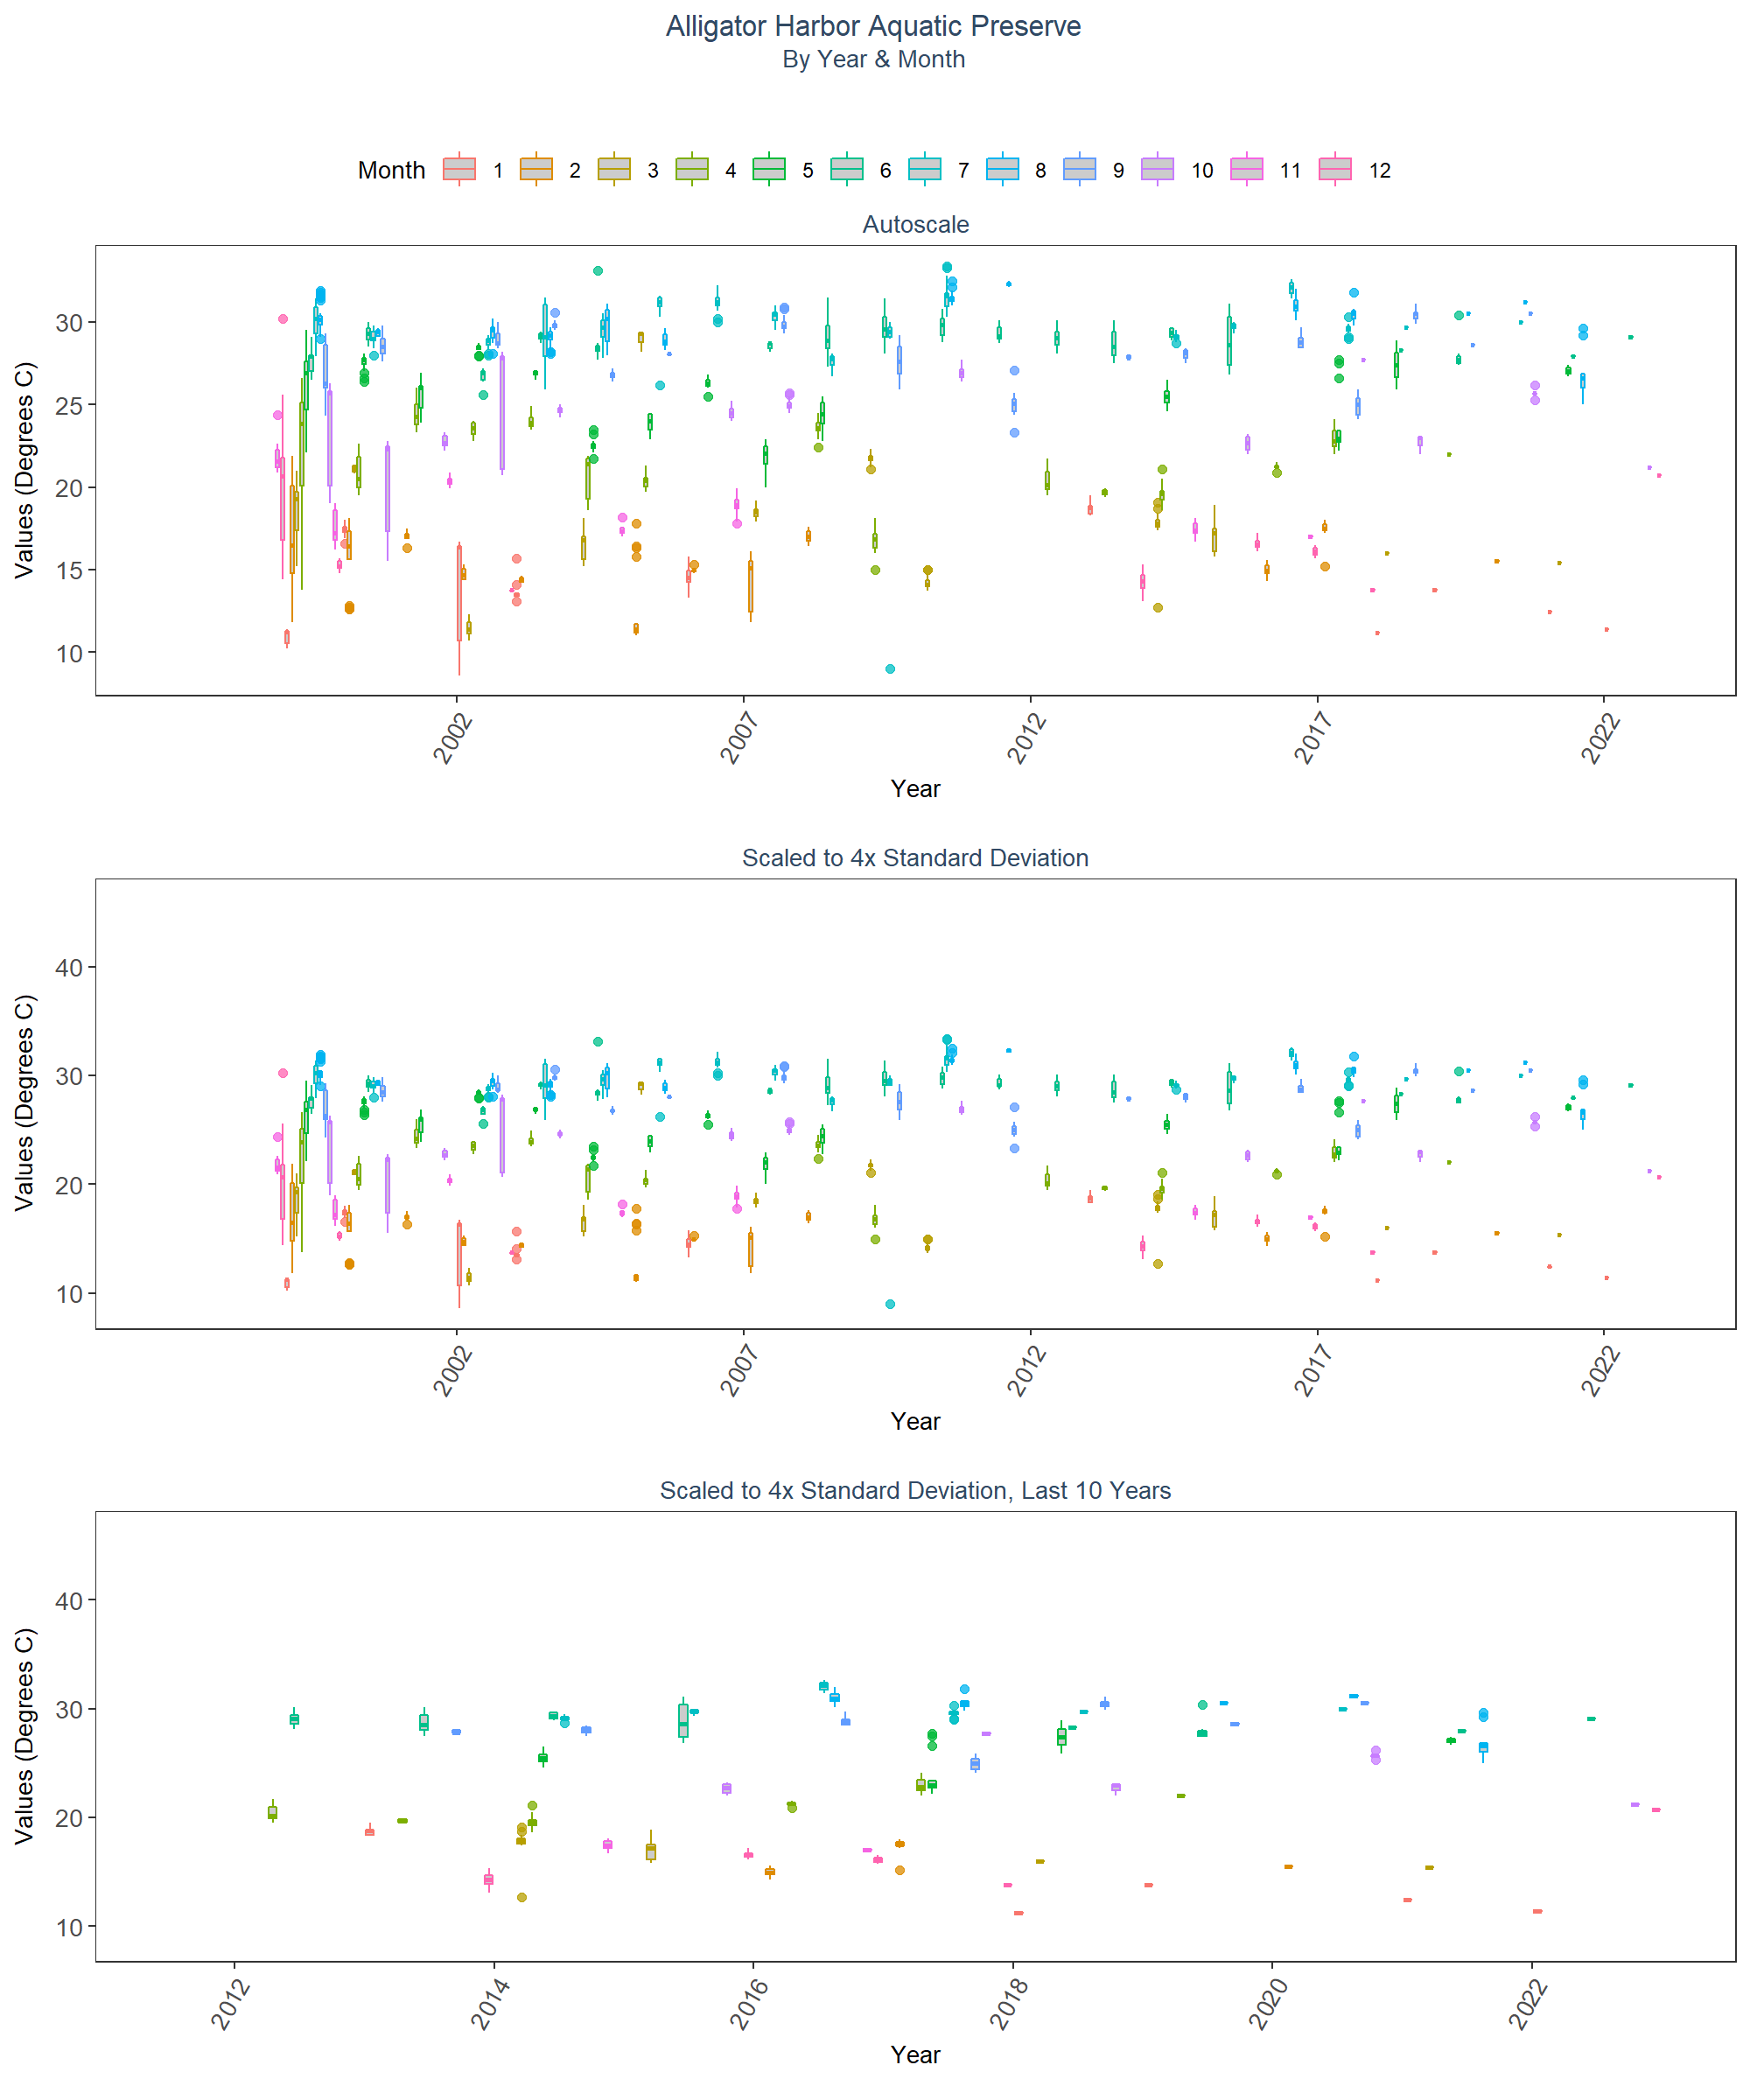 Alligator Harbor Aquatic Preserve
By Year & Month
Month 1 2 3 4 5 6 7 8 9 10 11 12
Autoscale
Values (Degrees C)
30
25
20
15
10
2002 2007 2012 2017 2022
Year
Scaled to 4x Standard Deviation
Values (Degrees C)
40
30
20
10
2002 2007 2012 2017 2022
Year
Scaled to 4x Standard Deviation, Last 10 Years
Values (Degrees C)
40
30
20
10
2012 2014 2016 2018 2020 2022
Year